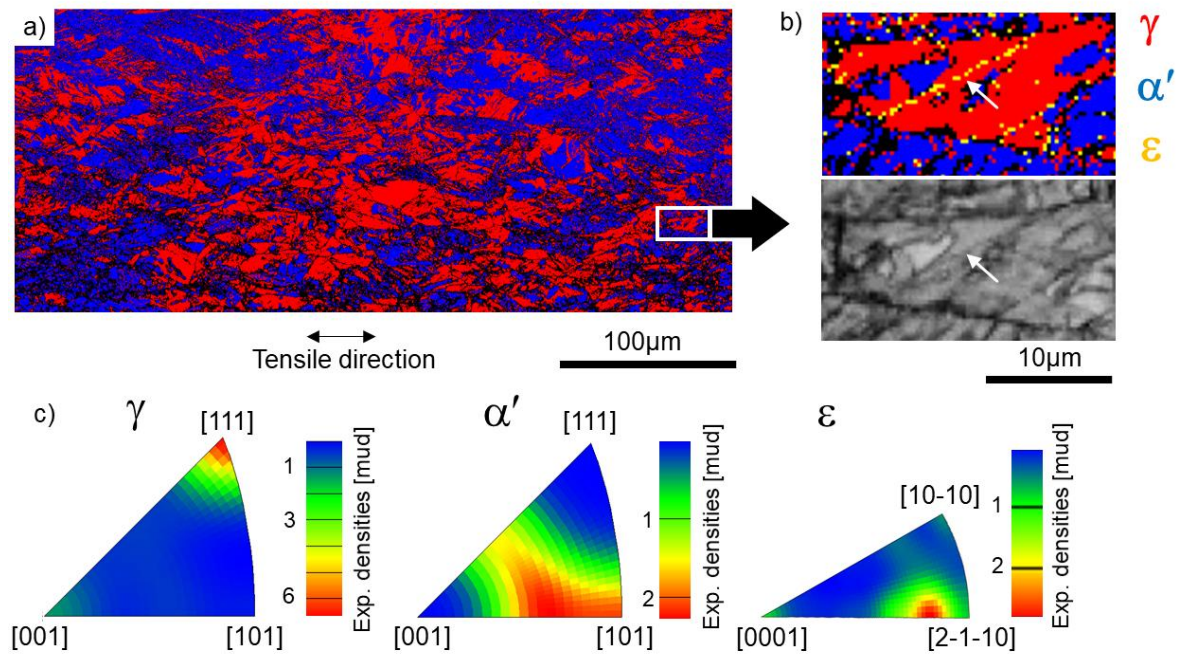 a)
b)
γ
α′
ε
Tensile direction
100μm
10μm
c)
γ
[111]
1
3
6
Exp. densities [mud]
[001]
[101]
α′
[111]
1
2
Exp. densities [mud]
[001]
[101]
ε
[10-10]
1
2
Exp. densities [mud]
[0001]
[2-1-10]